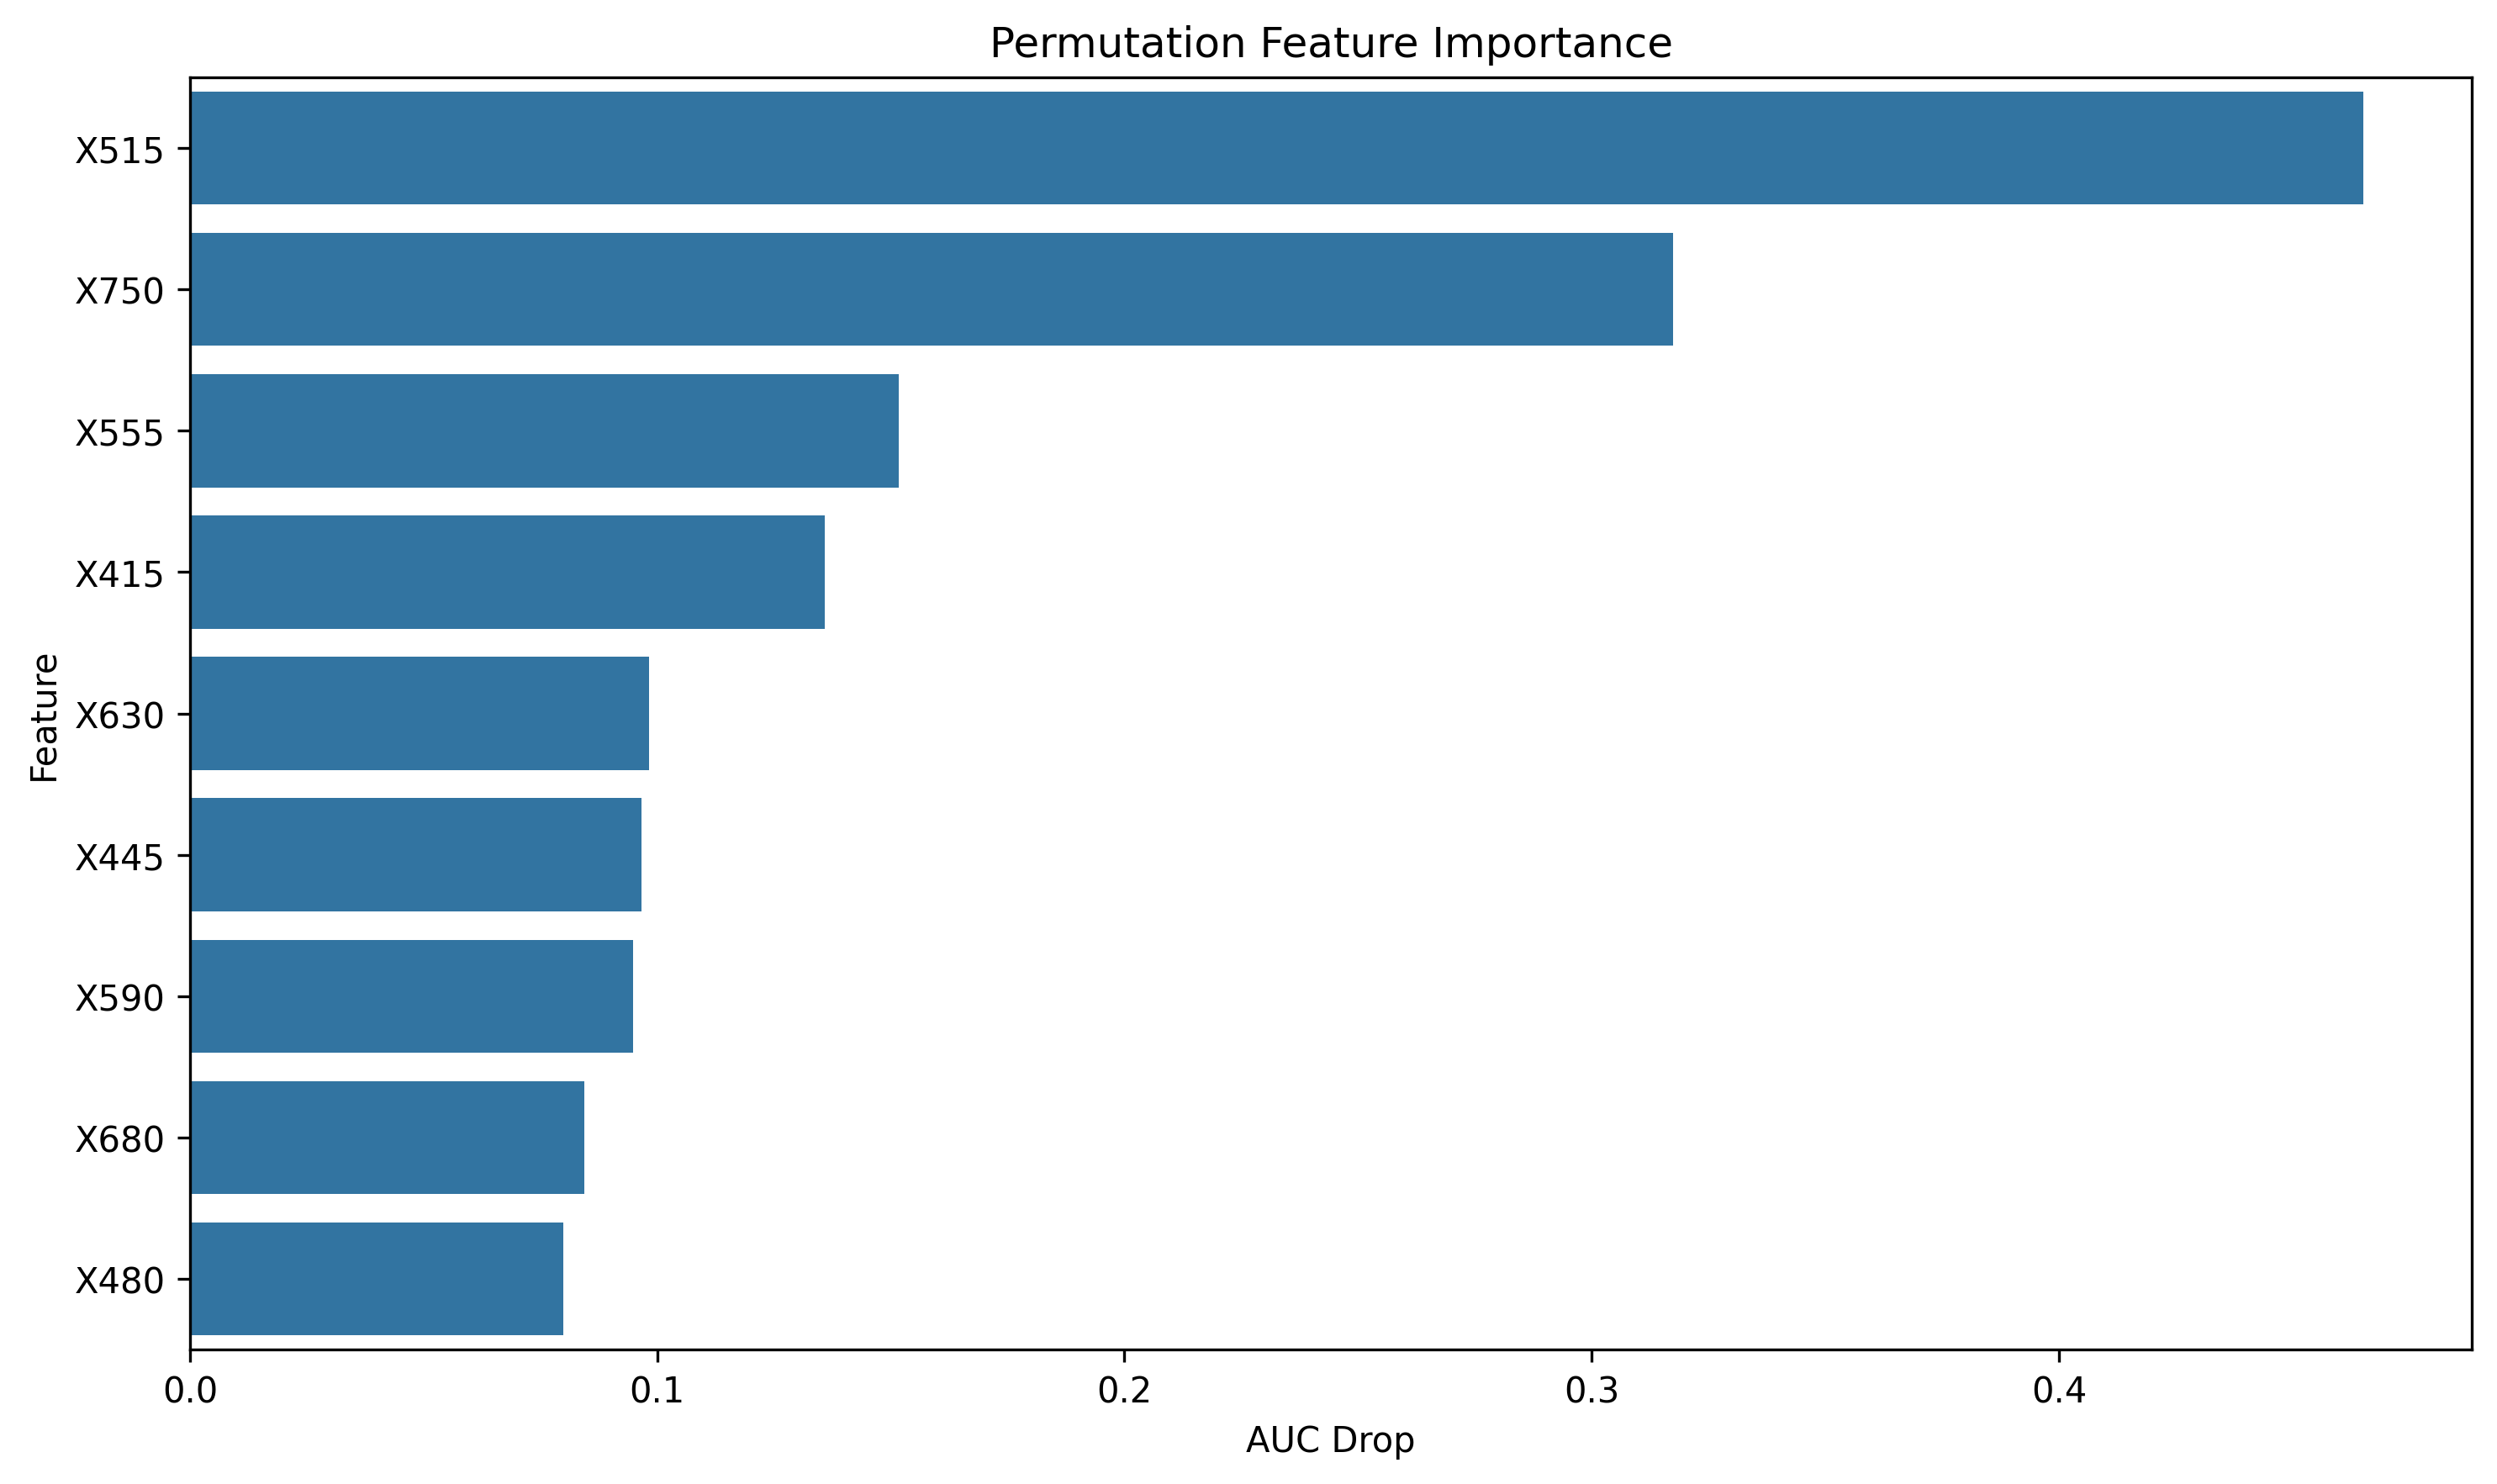 Permutation Feature Importance
Feature
X515
X750
X555
X415
X630
X445
X590
X680
X480
0.0 0.1 0.2 0.3 0.4
AUC Drop